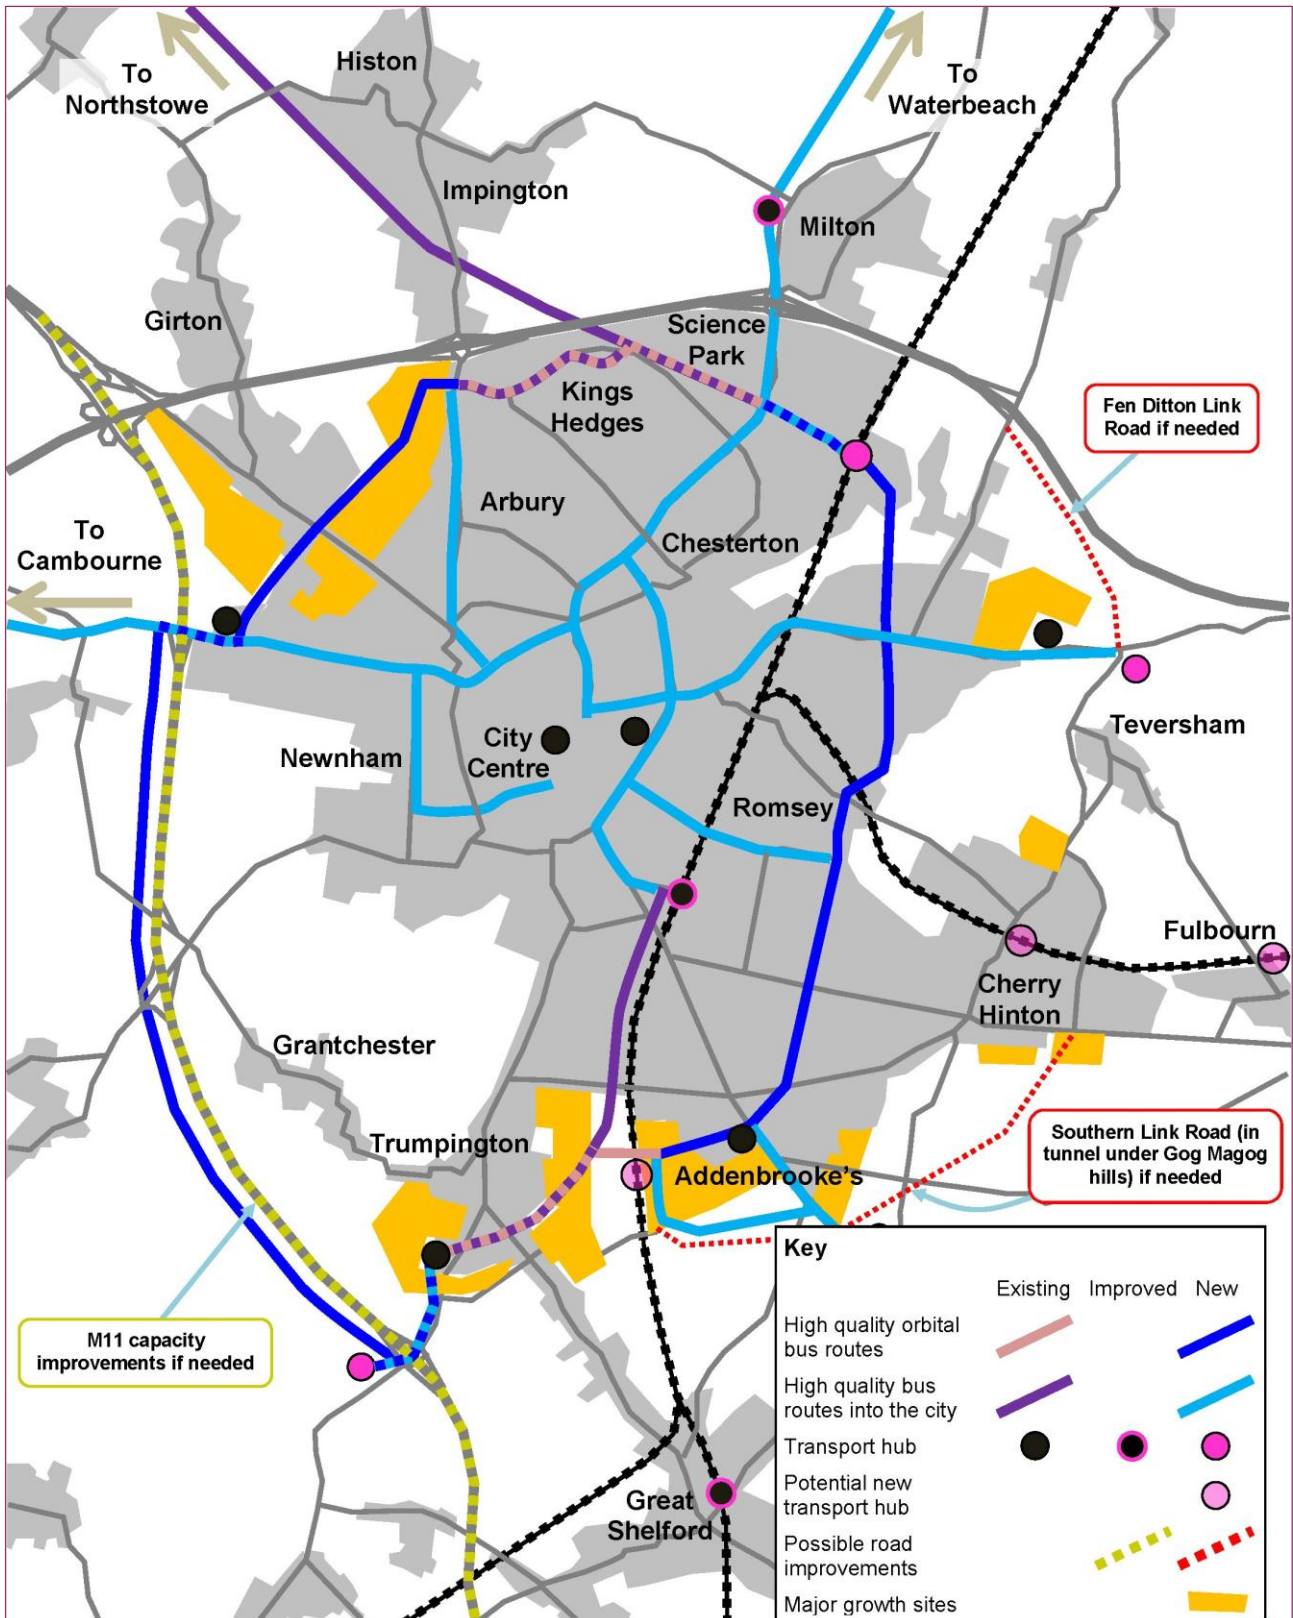 Histon
To
Northstowe
To
Waterbeach
Impington
Milton
Girton
Science
Park
Kings
Hedges
Fen Ditton Link
Road if needed
Arbury
To
Cambourne
Chesterton
Teversham
Newnham
City
Centre
Romsey
Fulbourn
Cherry
Hinton
Grantchester
Trumpington
Addenbrooke's
Southern Link Road (in
tunnel under Gog Magog
hills) if needed
M11 capacity
improvements if needed
Great
Shelford
Key
Existing Improved New
High quality orbital
bus routes
High quality bus
routes into the city
Transport hub
Potential new
transport hub
Possible road
improvements
Major growth sites